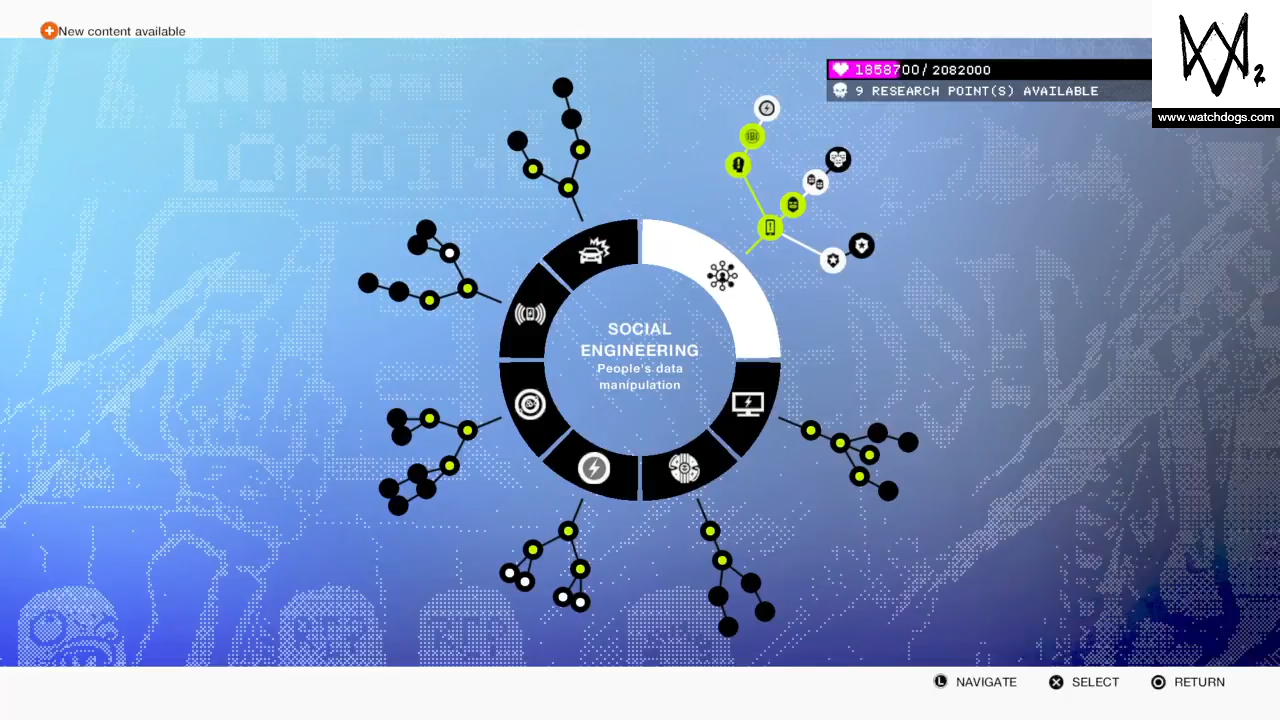 New content available
1858700/2082000
9 RESEARCH POINT(S) AVAILABLE
2
www.watchdogs.com
SOCIAL
ENGINEERING
People's data
manipulation
L NAVIGATE
SELECT
RETURN